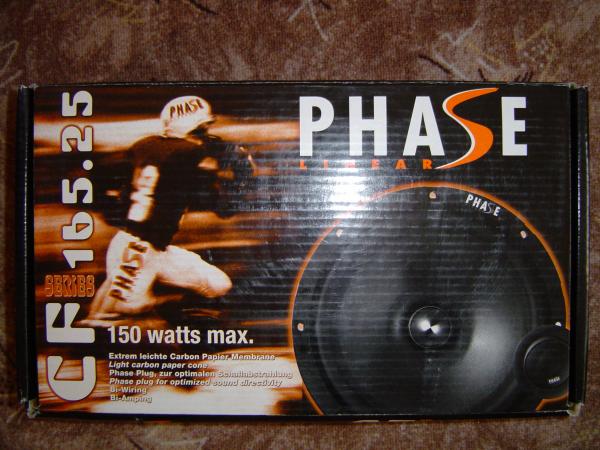 PHASE
LINEAR
PHASE
PHASE
PHASE
CF SERIES 165.25
150 watts max.
Extrem leichte Carbon Papier Membrane
Light carbon paper cone
Phase Plug, zur optimalen Schallabstrahlung
Phase plug for optimized sound directivity
Bi-Wiring
Bi-Amping